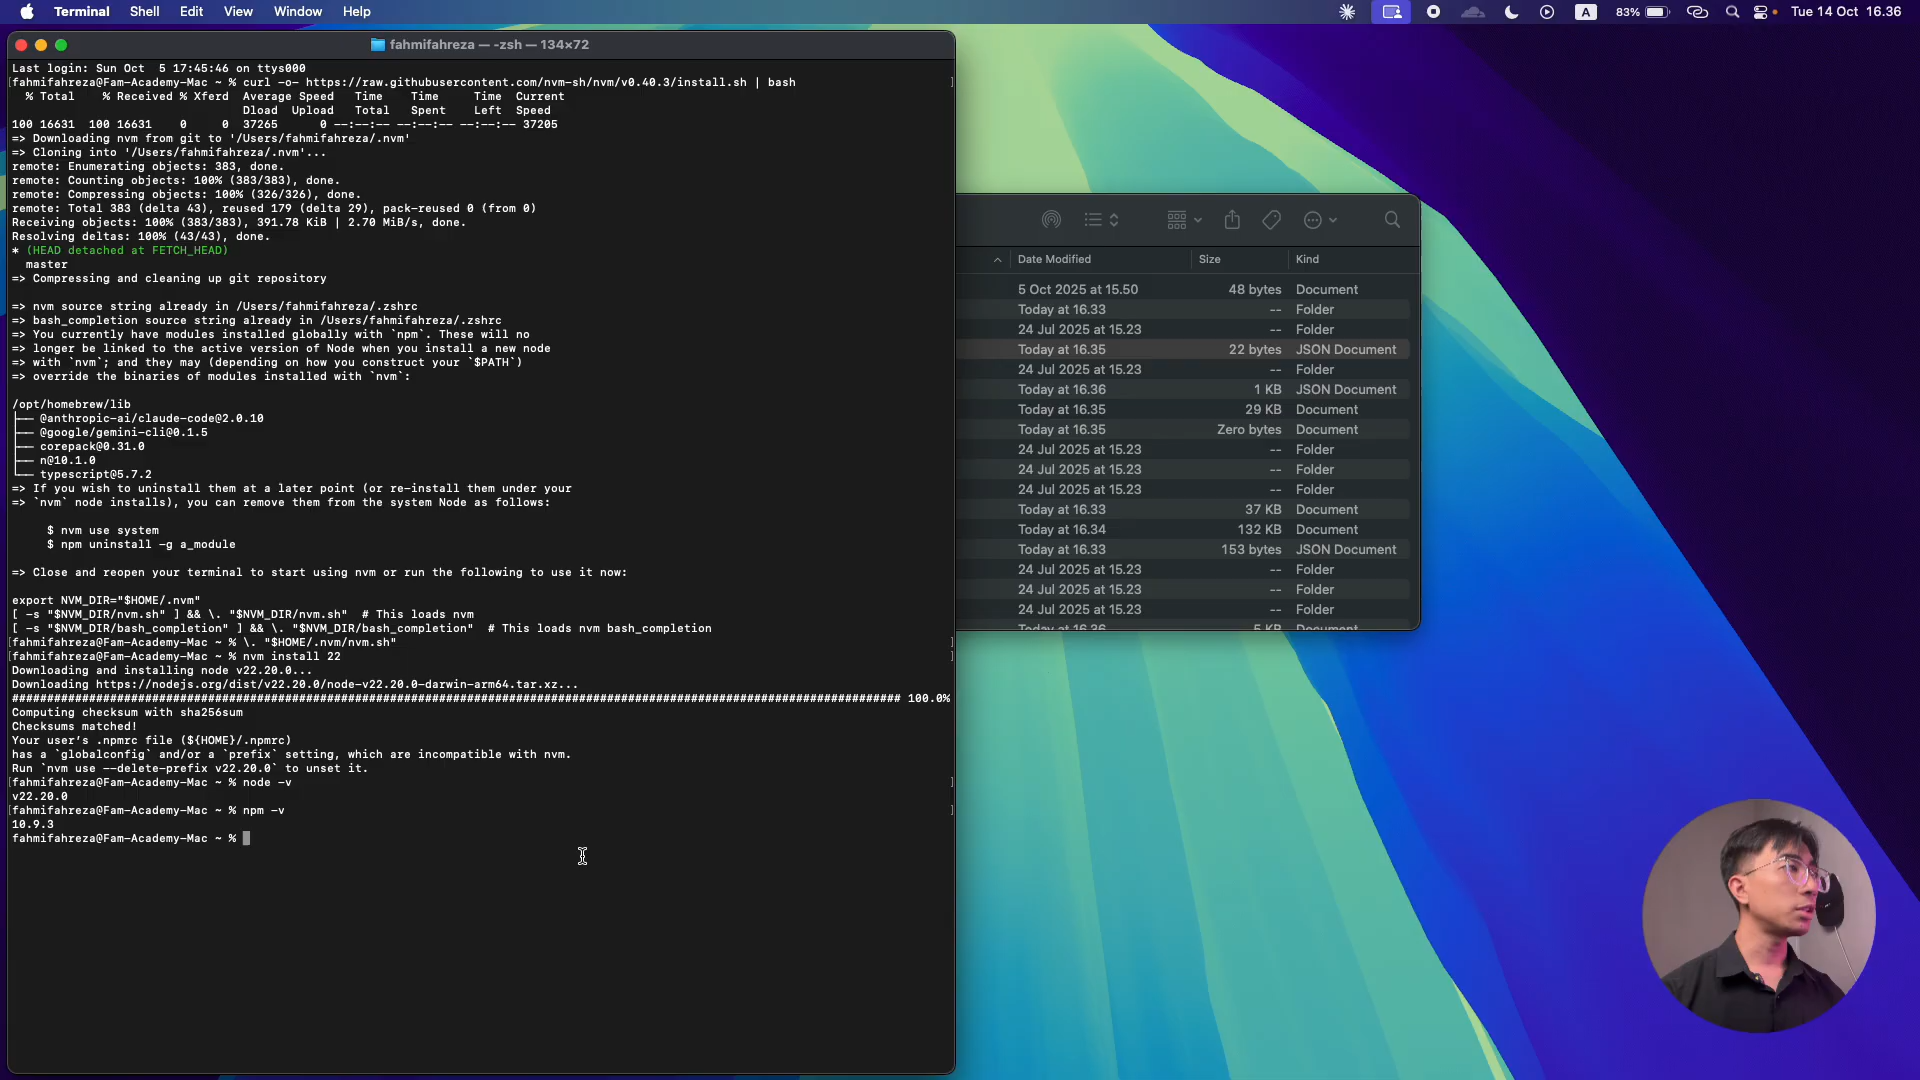 Terminal Shell Edit View Window Help
A 83% Tue 14 Oct 16.36
fahmifahreza — -zsh — 134×72
Last login: Sun Oct  5 17:45:46 on ttys000
[fahmifahreza@Fam-Academy-Mac ~ % curl -o- https://raw.githubusercontent.com/nvm-sh/nvm/v0.40.3/install.sh | bash ]
  % Total    % Received % Xferd  Average Speed   Time    Time     Time  Current
                                 Dload  Upload   Total   Spent    Left  Speed
100 16631  100 16631    0     0  37265      0 --:--:-- --:--:-- --:--:-- 37205
=> Downloading nvm from git to '/Users/fahmifahreza/.nvm'
=> Cloning into '/Users/fahmifahreza/.nvm'...
remote: Enumerating objects: 383, done.
remote: Counting objects: 100% (383/383), done.
remote: Compressing objects: 100% (326/326), done.
remote: Total 383 (delta 43), reused 179 (delta 29), pack-reused 0 (from 0)
Receiving objects: 100% (383/383), 391.78 KiB | 2.70 MiB/s, done.
Resolving deltas: 100% (43/43), done.
* (HEAD detached at FETCH_HEAD)
  master
=> Compressing and cleaning up git repository
=> nvm source string already in /Users/fahmifahreza/.zshrc
=> bash_completion source string already in /Users/fahmifahreza/.zshrc
=> You currently have modules installed globally with `npm`. These will no
=> longer be linked to the active version of Node when you install a new node
=> with `nvm`; and they may (depending on how you construct your `$PATH`)
=> override the binaries of modules installed with `nvm`:
/opt/homebrew/lib
├── @anthropic-ai/claude-code@2.0.10
├── @google/gemini-cli@0.1.5
├── corepack@0.31.0
├── n@10.1.0
└── typescript@5.7.2
=> If you wish to uninstall them at a later point (or re-install them under your
=> `nvm` node installs), you can remove them from the system Node as follows:
     $ nvm use system
     $ npm uninstall -g a_module
=> Close and reopen your terminal to start using nvm or run the following to use it now:
export NVM_DIR="$HOME/.nvm"
[ -s "$NVM_DIR/nvm.sh" ] && \. "$NVM_DIR/nvm.sh"  # This loads nvm
[ -s "$NVM_DIR/bash_completion" ] && \. "$NVM_DIR/bash_completion"  # This loads nvm bash_completion
[fahmifahreza@Fam-Academy-Mac ~ % \. "$HOME/.nvm/nvm.sh" ]
[fahmifahreza@Fam-Academy-Mac ~ % nvm install 22 ]
Downloading and installing node v22.20.0...
Downloading https://nodejs.org/dist/v22.20.0/node-v22.20.0-darwin-arm64.tar.xz...
################################################################################################################################ 100.0%
Computing checksum with sha256sum
Checksums matched!
Your user’s .npmrc file (${HOME}/.npmrc)
has a `globalconfig` and/or a `prefix` setting, which are incompatible with nvm.
Run `nvm use --delete-prefix v22.20.0` to unset it.
[fahmifahreza@Fam-Academy-Mac ~ % node -v ]
v22.20.0
[fahmifahreza@Fam-Academy-Mac ~ % npm -v ]
10.9.3
fahmifahreza@Fam-Academy-Mac ~ %
Date Modified Size Kind
5 Oct 2025 at 15.50 48 bytes Document
Today at 16.33 -- Folder
24 Jul 2025 at 15.23 -- Folder
Today at 16.35 22 bytes JSON Document
24 Jul 2025 at 15.23 -- Folder
Today at 16.36 1 KB JSON Document
Today at 16.35 29 KB Document
Today at 16.35 Zero bytes Document
24 Jul 2025 at 15.23 -- Folder
24 Jul 2025 at 15.23 -- Folder
24 Jul 2025 at 15.23 -- Folder
Today at 16.33 37 KB Document
Today at 16.34 132 KB Document
Today at 16.33 153 bytes JSON Document
24 Jul 2025 at 15.23 -- Folder
24 Jul 2025 at 15.23 -- Folder
24 Jul 2025 at 15.23 -- Folder
Today at 16.36 5 KB Document